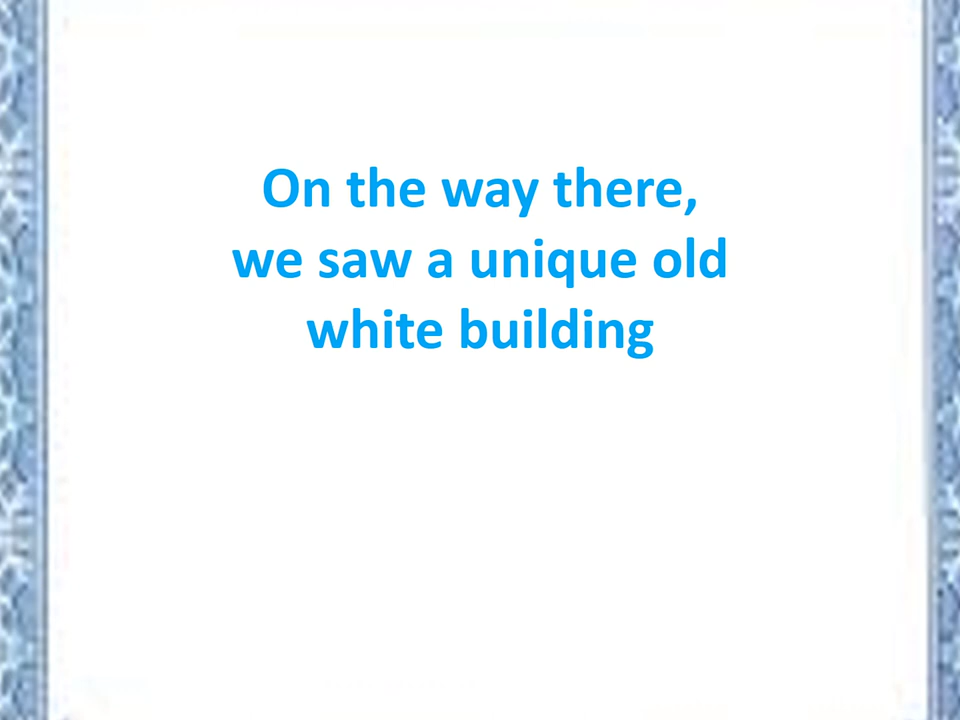 On the way there,
we saw a unique old
white building